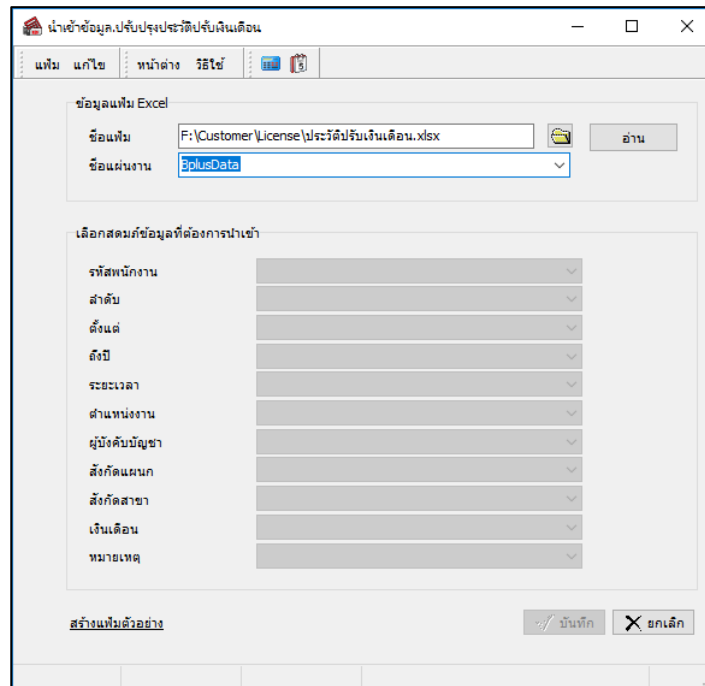 นำเข้าข้อมูล.ปรับปรุงประวัติปรับเงินเดือน
แฟ้ม แก้ไข หน้าต่าง วิธีใช้
ข้อมูลแฟ้ม Excel
ชื่อแฟ้ม F:\Customer\License\ประวัติปรับเงินเดือน.xlsx อ่าน
ชื่อแผ่นงาน BplusData
เลือกสดมภ์ข้อมูลที่ต้องการนำเข้า
รหัสพนักงาน
ลำดับ
ตั้งแต่
ถึงปี
ระยะเวลา
ตำแหน่งงาน
ผู้บังคับบัญชา
สังกัดแผนก
สังกัดสาขา
เงินเดือน
หมายเหตุ
สร้างแฟ้มตัวอย่าง บันทึก ยกเลิก